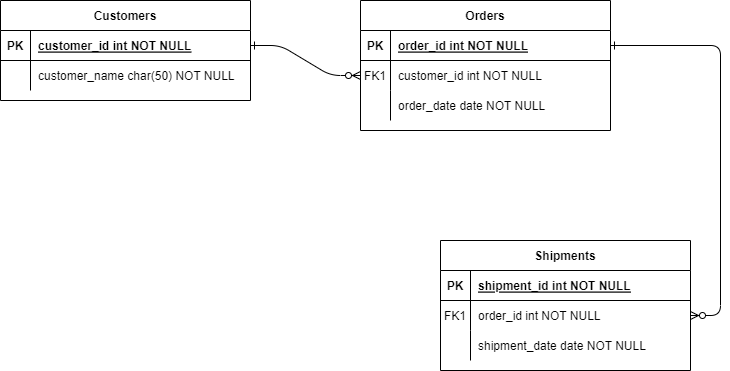 Customers
PK customer_id int NOT NULL
customer_name char(50) NOT NULL
Orders
PK order_id int NOT NULL
FK1 customer_id int NOT NULL
order_date date NOT NULL
Shipments
PK shipment_id int NOT NULL
FK1 order_id int NOT NULL
shipment_date date NOT NULL